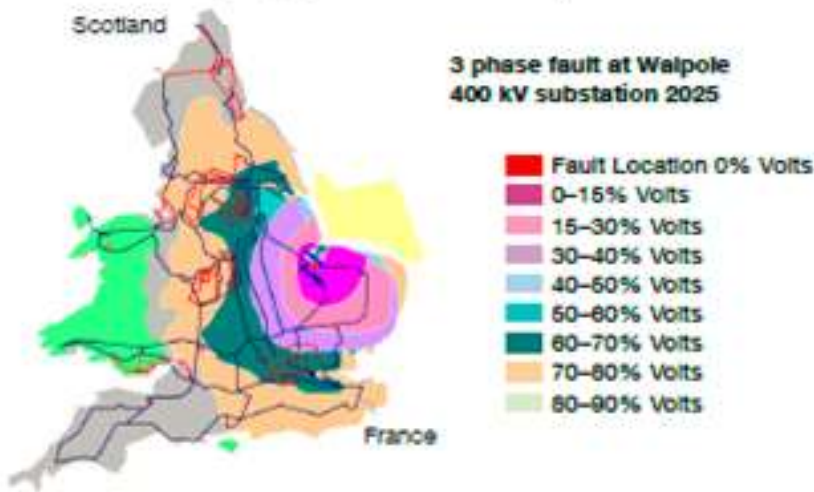 Scotland
3 phase fault at Walpole
400 kV substation 2025
Fault Location 0% Volts
0–15% Volts
15–30% Volts
30–40% Volts
40–50% Volts
50–60% Volts
60–70% Volts
70–80% Volts
80–90% Volts
France